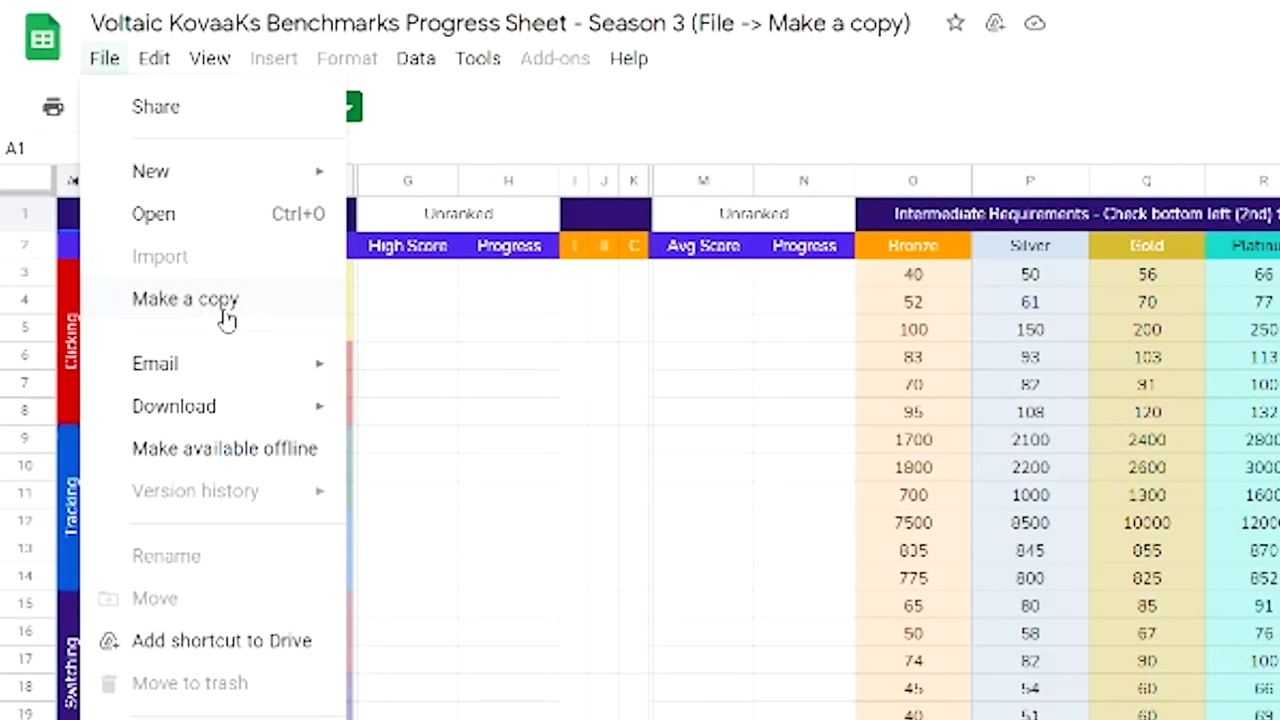 Voltaic KovaaKs Benchmarks Progress Sheet - Season 3 (File -> Make a copy)
File Edit View Insert Format Data Tools Add-ons Help
Share
A1
New
Open Ctrl+O
Import
Make a copy
Email
Download
Make available offline
Version history
Rename
Move
Add shortcut to Drive
Move to trash
G H I J K M N O P Q R
1 Unranked Unranked Intermediate Requirements - Check bottom left (2nd)
2 High Score Progress I II C Avg Score Progress Bronze Silver Gold Platinu
3 40 50 56 66
4 52 61 70 77
5 100 150 200 250
6 83 93 103 113
7 70 82 91 100
8 95 108 120 132
9 1700 2100 2400 2800
10 1800 2200 2600 3000
11 700 1000 1300 1600
12 7500 8500 10000 1200
13 835 845 855 870
14 775 800 825 852
15 65 80 85 91
16 50 58 67 76
17 74 82 90 100
18 45 54 60 66
19 40 51 60 69
Clicking
Tracking
Switching